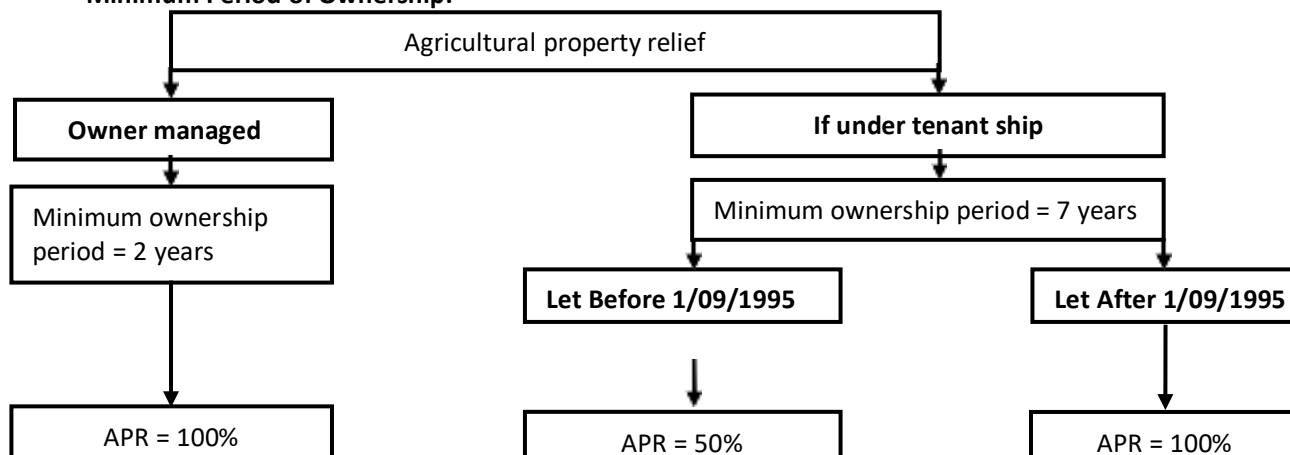 Minimum Period of Ownership:
Agricultural property relief
Owner managed
If under tenant ship
Minimum ownership
period = 2 years
Minimum ownership period = 7 years
Let Before 1/09/1995
Let After 1/09/1995
APR = 100%
APR = 50%
APR = 100%